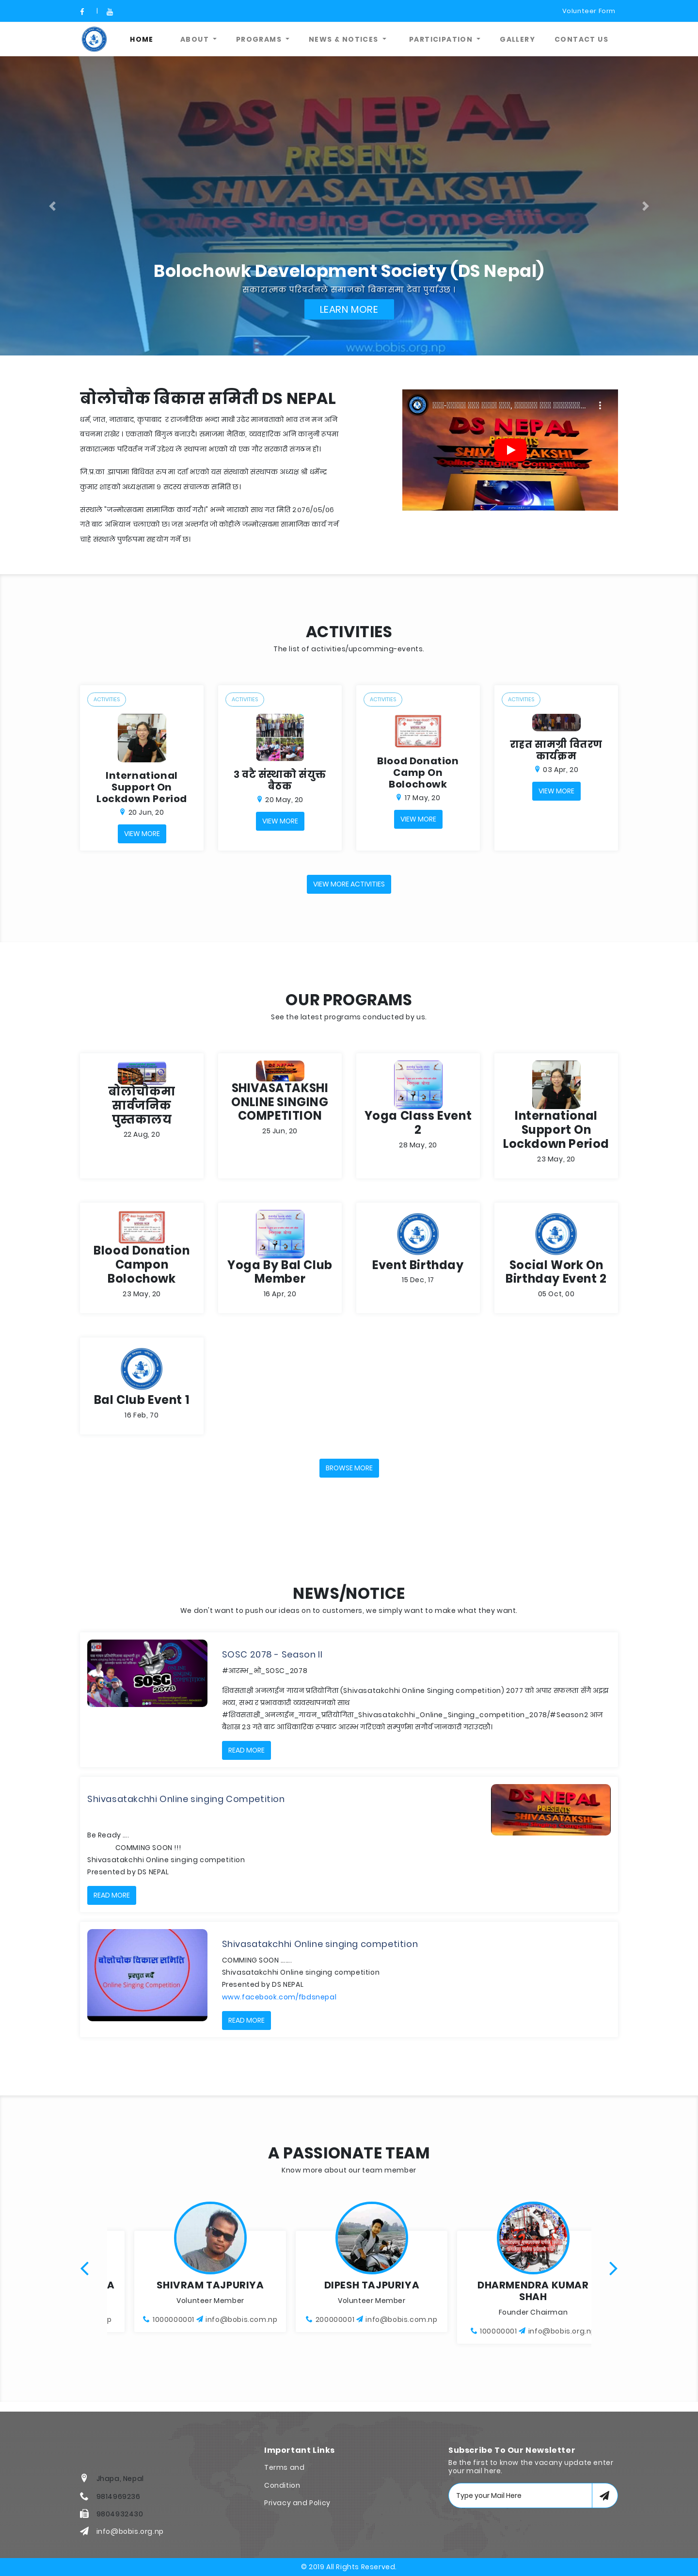 Volunteer Form
HOME
ABOUT
PROGRAMS
NEWS & NOTICES
PARTICIPATION
GALLERY
CONTACT US
PRESENTS
SHIVASATAKSHI
Online Singing Competition
Bolochowk Development Society (DS Nepal)
सकारात्मक परिवर्तनले समाजको बिकासमा टेवा पुर्याउछ ।
LEARN MORE
www.bobis.org.np
बोलोचौक बिकास समिती DS NEPAL
धर्म, जात, नाताबाद, कृपाबाद र राजनीतिक भन्दा माथी उठेर मानबताको भाव तन मन अनि
बचनमा राखेर । एकताको बिगुल बनाउदै। समाजमा नैतिक, व्यवहारिक अनि कानुनी रूपमा
सकारात्मक परिवर्तन गर्ने उद्देश्य ले स्थापना भएको यो एक गौर सरकारी संगठन हो।
जि.प्र.का .झापामा बिधिवत रुप मा दर्ता भएको यस संस्थाको संस्थापक अध्यक्ष श्री धर्मेन्द्र
कुमार शाहको अध्यक्षतामा ९ सदस्य संचालक समिति छ।
संस्थाले "जन्मोत्सवमा सामाजिक कार्य गरौ।" भन्ने नाराको साथ गत मिति 2076/05/06
गते बाट अभियान चलाएको छ। जस अन्तर्गत जो कोहीले जन्मोत्सवमा सामाजिक कार्य गर्न
चाहे संस्थाले पूर्णरूपमा सहयोग गर्ने छ।
PRESENTS
SHIVASATAKSHI
Online Singing Competition
ACTIVITIES
The list of activities/upcomming-events.
ACTIVITIES
International
Support On
Lockdown Period
20 Jun, 20
VIEW MORE
ACTIVITIES
३ वटै संस्थाको संयुक्त
बैठक
20 May, 20
VIEW MORE
ACTIVITIES
Blood Donation
Camp On
Bolochowk
17 May, 20
VIEW MORE
ACTIVITIES
राहत सामग्री वितरण
कार्यक्रम
03 Apr, 20
VIEW MORE
VIEW MORE ACTIVITIES
OUR PROGRAMS
See the latest programs conducted by us.
बोलोचोकमा
सार्वजनिक
पुस्तकालय
22 Aug, 20
SHIVASATAKSHI
ONLINE SINGING
COMPETITION
25 Jun, 20
Yoga Class Event
2
28 May, 20
International
Support On
Lockdown Period
23 May, 20
Blood Donation
Campon
Bolochowk
23 May, 20
Yoga By Bal Club
Member
16 Apr, 20
Event Birthday
15 Dec, 17
Social Work On
Birthday Event 2
05 Oct, 00
Bal Club Event 1
16 Feb, 70
BROWSE MORE
NEWS/NOTICE
We don't want to push our ideas on to customers, we simply want to make what they want.
SOSC
2078
SOSC 2078 - Season II
#आरम्भ_भौ_SOSC_2078
शिवसताक्षी अनलाईन गायन प्रतियोगिता (Shivasatakchhi Online Singing competition) 2077 को अपार सफलता सँगै अझ
भव्य, सभ्य र प्रभावकारी व्यवस्थापनको साथ
#शिवसताक्षी_अनलाईन_गायन_प्रतियोगिता_Shivasatakchhi_Online_Singing_competition_2078/#Season2 आज
बैशाख 23 गते बाट आधिकारिक रूपबाट आरम्भ गरिएको सम्पूर्णमा सगौर्व जानकारी गराउदछौ।
READ MORE
Shivasatakchhi Online singing Competition
Be Ready ....
COMMING SOON !!!
Shivasatakchhi Online singing competition
Presented by DS NEPAL
READ MORE
DS NEPAL
PRESENTS
SHIVASATAKSHI
बोलोचोक विकास समिति
प्रस्तुत गर्दै
Online Singing Competition
Shivasatakchhi Online singing competition
COMMING SOON .......
Shivasatakchhi Online singing competition
Presented by DS NEPAL
www.facebook.com/fbdsnepal
READ MORE
A PASSIONATE TEAM
Know more about our team member
A
p
SHIVRAM TAJPURIYA
Volunteer Member
1000000001 info@bobis.com.np
DIPESH TAJPURIYA
Volunteer Member
200000001 info@bobis.com.np
DHARMENDRA KUMAR
SHAH
Founder Chairman
100000001 info@bobis.org.n
Jhapa, Nepal
9814969236
9804932430
info@bobis.org.np
Important Links
Terms and
Condition
Privacy and Policy
Subscribe To Our Newsletter
Be the first to know the vacany update enter
your mail here.
Type your Mail Here
© 2019 All Rights Reserved.